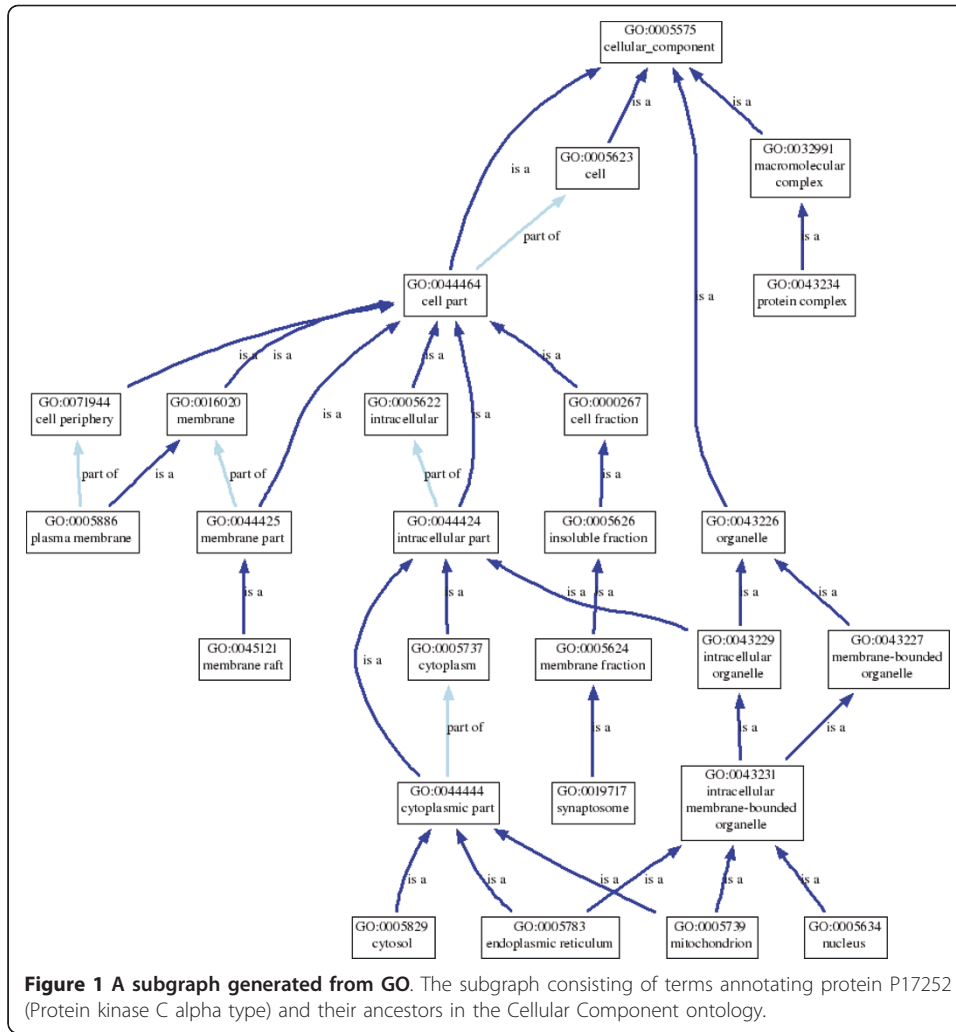 GO:0005575
cellular_component
is a
is a
is a
GO:0005623
cell
GO:0032991
macromolecular
complex
is a
part of
is a
GO:0044464
cell part
is a
GO:0043234
protein complex
is a
is a
is a
is a
GO:0071944
cell periphery
GO:0016020
membrane
is a
GO:0005622
intracellular
is a
GO:0000267
cell fraction
part of
is a
part of
part of
is a
GO:0005886
plasma membrane
GO:0044425
membrane part
GO:0044424
intracellular part
GO:0005626
insoluble fraction
GO:0043226
organelle
is a
is a
is a
is a
is a
is a
GO:0045121
membrane raft
is a
GO:0005737
cytoplasm
GO:0005624
membrane fraction
GO:0043229
intracellular
organelle
GO:0043227
membrane-bounded
organelle
part of
is a
is a
is a
GO:0044444
cytoplasmic part
GO:0019717
synaptosome
GO:0043231
intracellular
membrane-bounded
organelle
is a
is a
is a
is a
is a
is a
GO:0005829
cytosol
GO:0005783
endoplasmic reticulum
GO:0005739
mitochondrion
GO:0005634
nucleus
Figure 1 A subgraph generated from GO. The subgraph consisting of terms annotating protein P17252
(Protein kinase C alpha type) and their ancestors in the Cellular Component ontology.